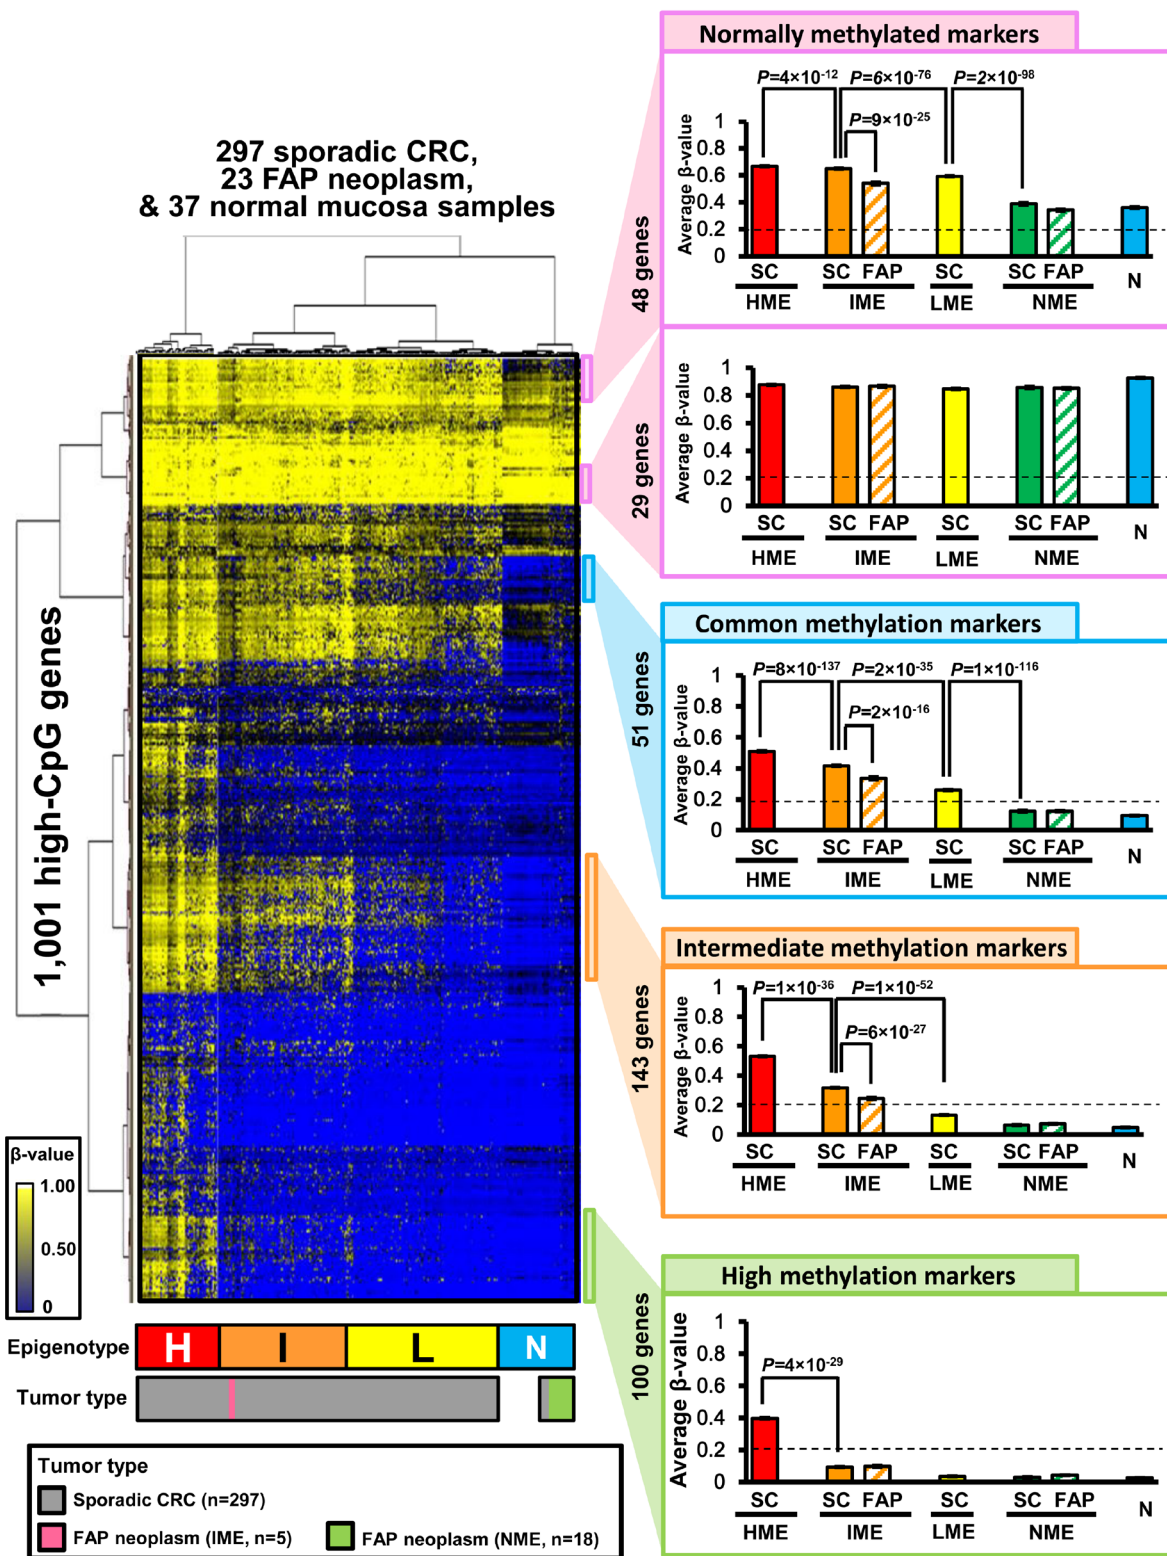 297 sporadic CRC,
23 FAP neoplasm,
& 37 normal mucosa samples
1,001 high-CpG genes
β-value
1.00
0.50
0
Epigenotype
H I L N
Tumor type
Tumor type
Sporadic CRC (n=297)
FAP neoplasm (IME, n=5) FAP neoplasm (NME, n=18)
Normally methylated markers
48 genes
P=4×10-12 P=6×10-76 P=2×10-98
P=9×10-25
Average β-value
1
0.8
0.6
0.4
0.2
0
SC SC FAP SC SC FAP N
HME IME LME NME
29 genes
Average β-value
1
0.8
0.6
0.4
0.2
0
SC SC FAP SC SC FAP N
HME IME LME NME
Common methylation markers
51 genes
P=8×10-137 P=2×10-35 P=1×10-116
P=2×10-16
Average β-value
1
0.8
0.6
0.4
0.2
0
SC SC FAP SC SC FAP N
HME IME LME NME
Intermediate methylation markers
143 genes
P=1×10-36 P=1×10-52
P=6×10-27
Average β-value
1
0.8
0.6
0.4
0.2
0
SC SC FAP SC SC FAP N
HME IME LME NME
High methylation markers
100 genes
P=4×10-29
Average β-value
1
0.8
0.6
0.4
0.2
0
SC SC FAP SC SC FAP N
HME IME LME NME